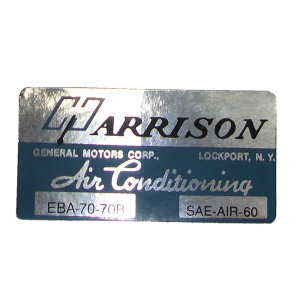 HARRISON
GENERAL MOTORS CORP., LOCKPORT, N.Y.
Air Conditioning
EBA-70-70B SAE-AIR-60